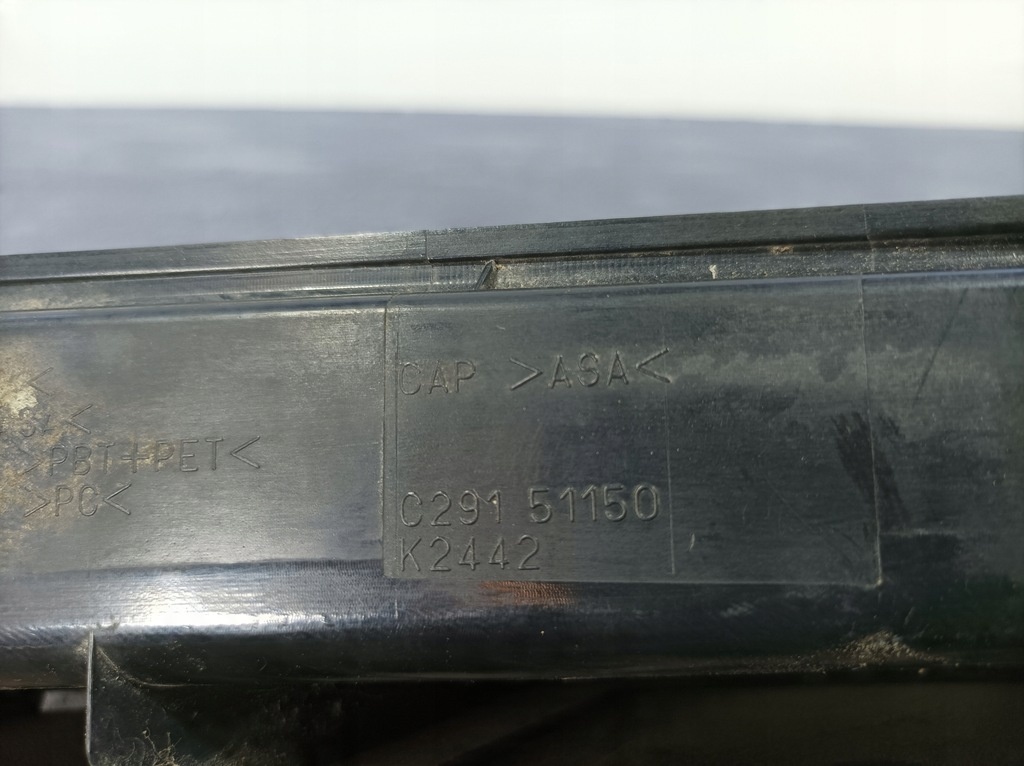 >PBT+PET<
>PC<
CAP >ASA<
C291 51150
K2442